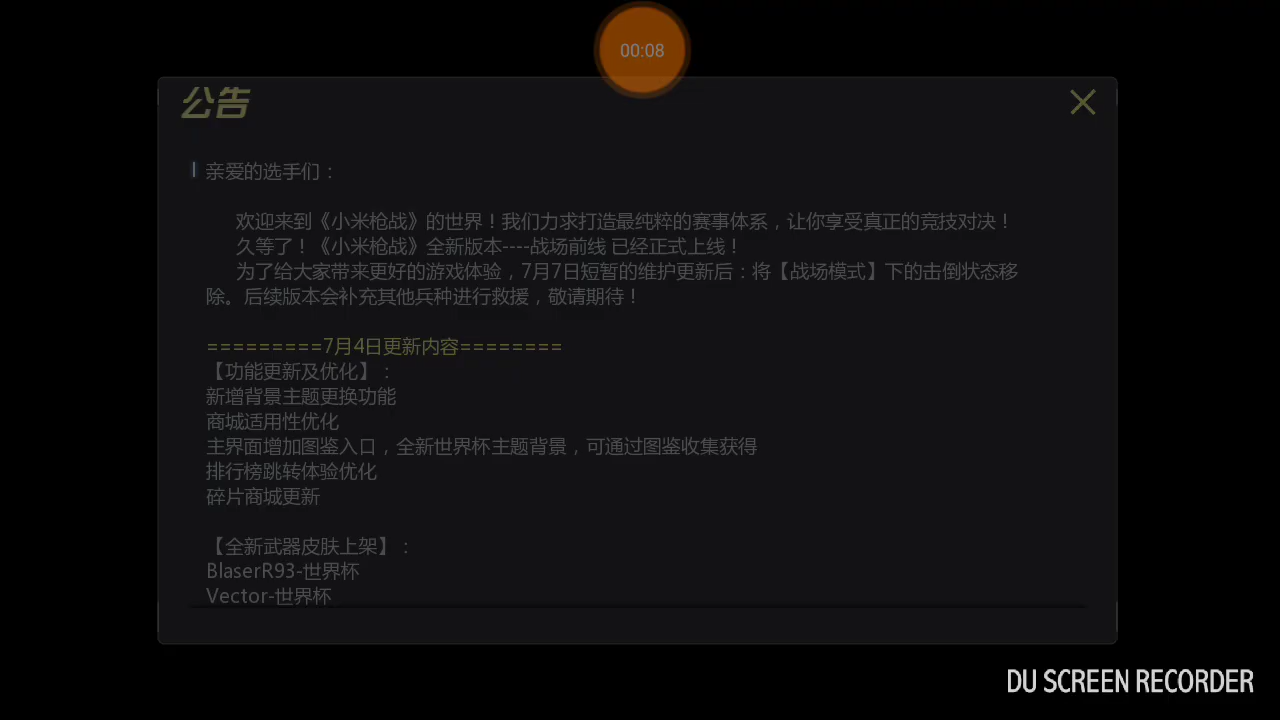 00:08
公告
亲爱的选手们：
欢迎来到《小米枪战》的世界！我们力求打造最纯粹的赛事体系，让你享受真正的竞技对决！
久等了！《小米枪战》全新版本----战场前线 已经正式上线！
为了给大家带来更好的游戏体验，7月7日短暂的维护更新后：将【战场模式】下的击倒状态移
除。后续版本会补充其他兵种进行救援，敬请期待！
=========7月4日更新内容========
【功能更新及优化】：
新增背景主题更换功能
商城适用性优化
主界面增加图鉴入口，全新世界杯主题背景，可通过图鉴收集获得
排行榜跳转体验优化
碎片商城更新
【全新武器皮肤上架】：
BlaserR93-世界杯
Vector-世界杯
DU SCREEN RECORDER